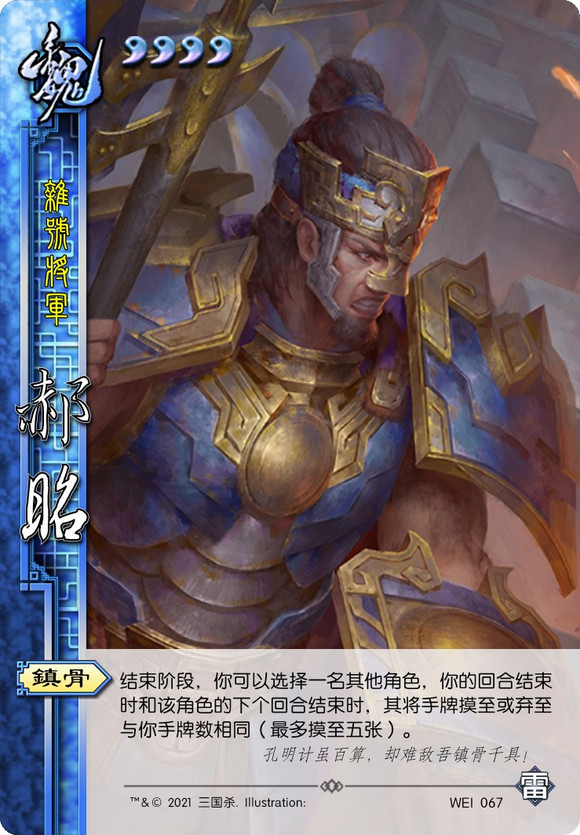 魏
雜號將軍
郝昭
鎮骨
结束阶段，你可以选择一名其他角色，你的回合结束
时和该角色的下个回合结束时，其将手牌摸至或弃至
与你手牌数相同（最多摸至五张）。
孔明计虽百算，却难敌吾镇骨千具！
™&© 2021 三国杀. Illustration:
WEI 067
雷